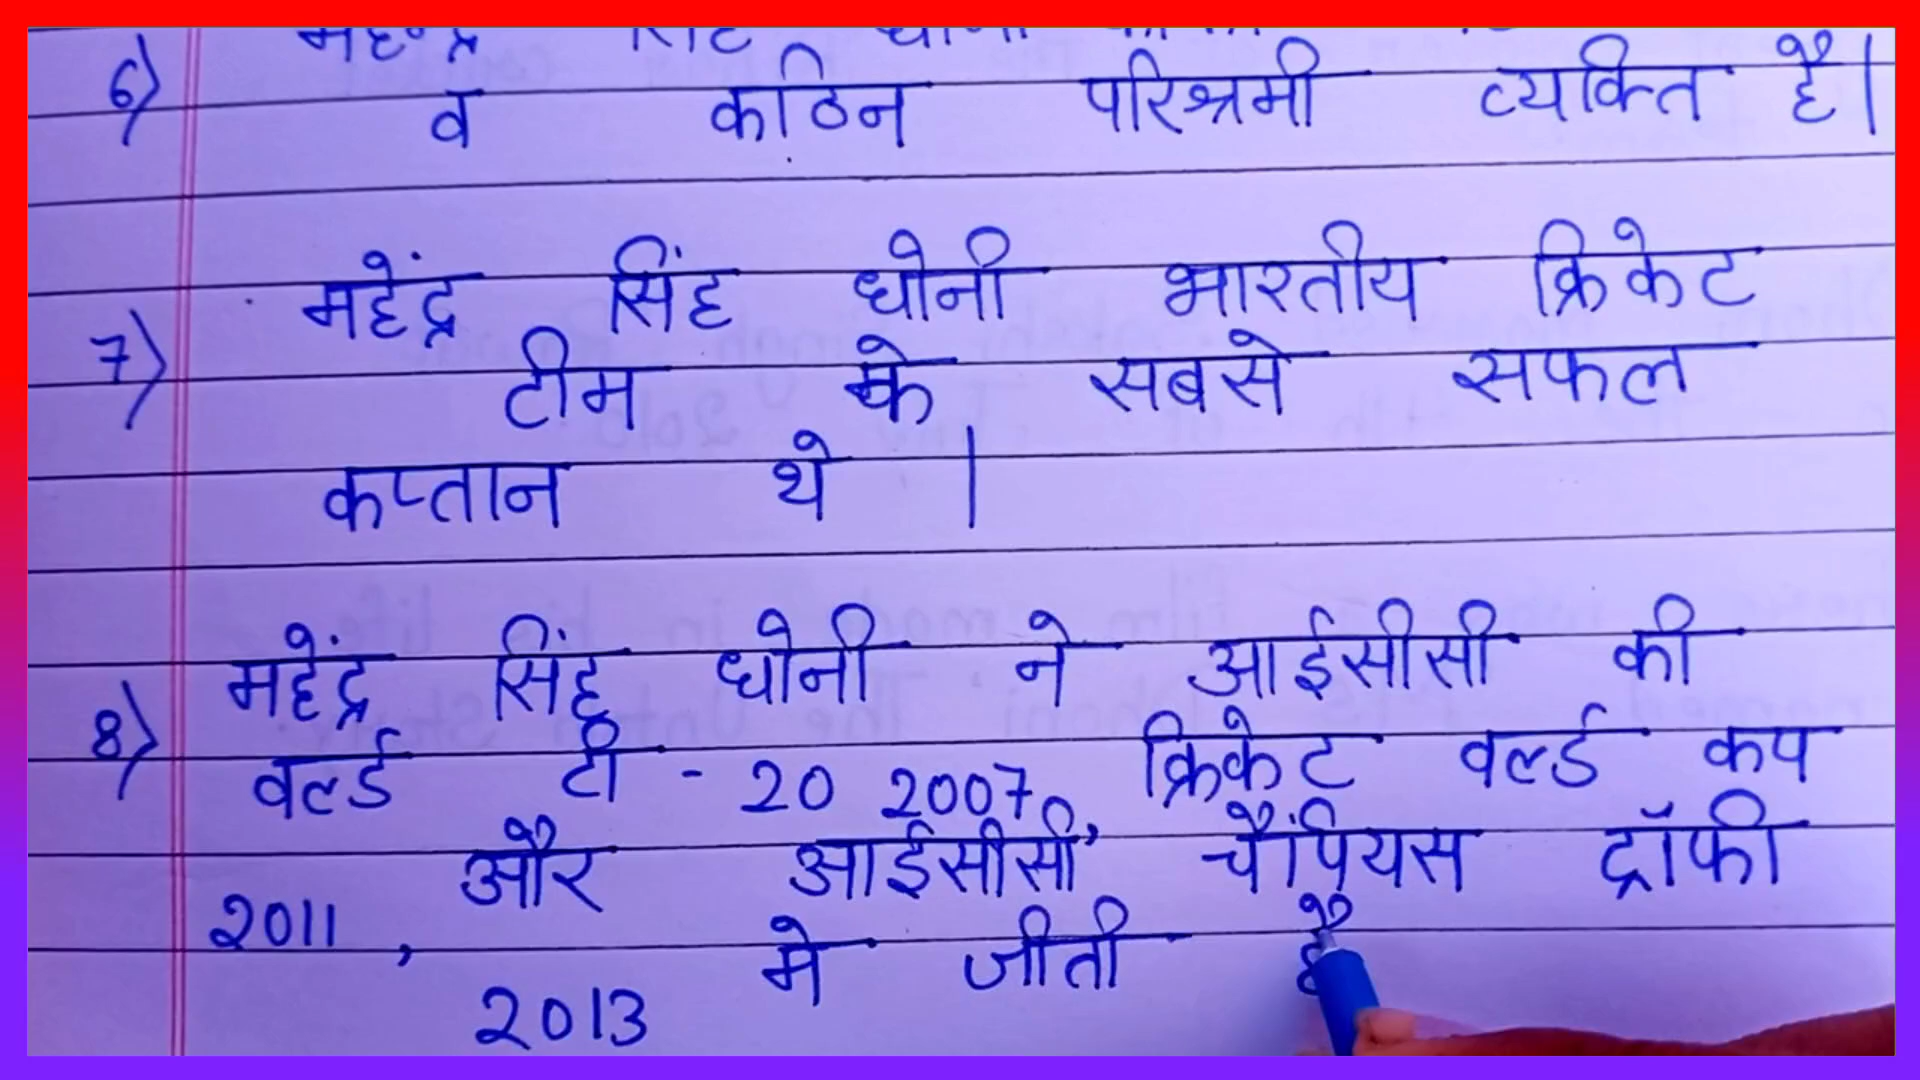 6) महेन्द्र सिंह धोनी
व कठिन परिश्रमी व्यक्ति है।
महेंद्र सिंह धोनी भारतीय क्रिकेट
7) टीम के सबसे सफल
कप्तान थे ।
महेंद्र सिंह धोनी ने आईसीसी की
8) वर्ल्ड टी - 20 2007, क्रिकेट वर्ल्ड कप
2011, और आईसीसी चैंपियस ट्रॉफी
2013 मे जीती है